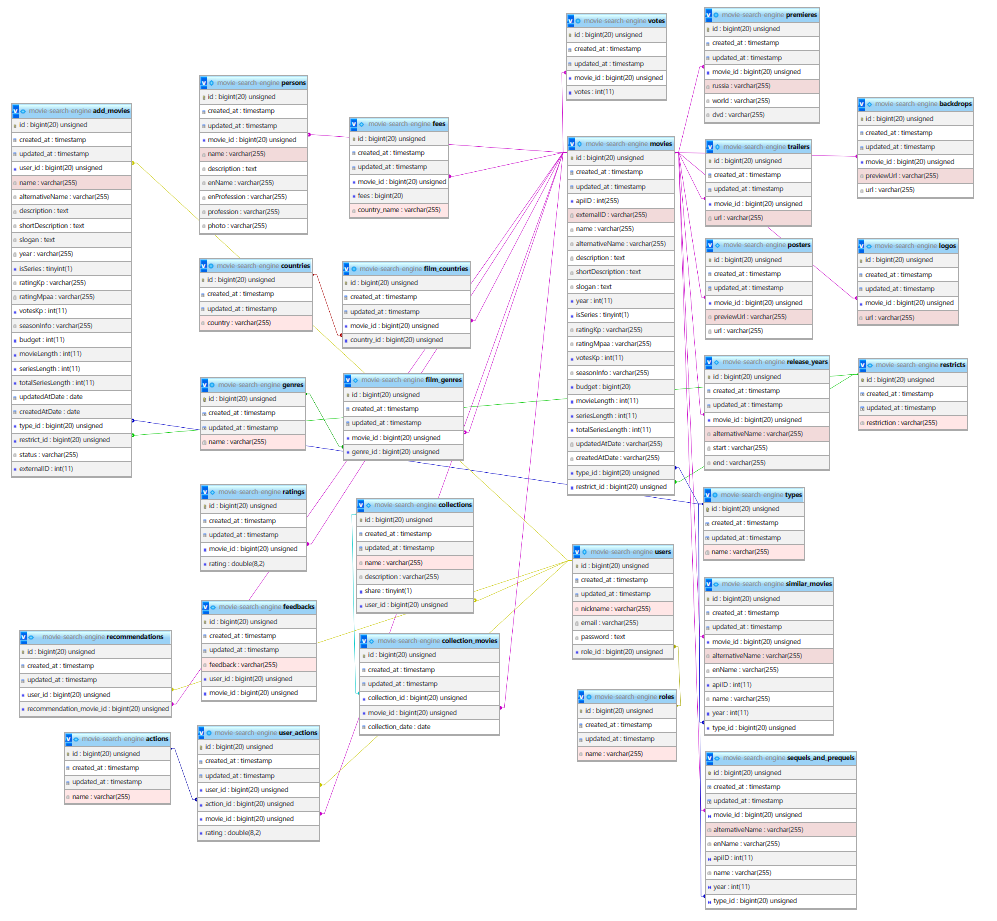 movie-search-engine add_movies
id : bigint(20) unsigned
created_at : timestamp
updated_at : timestamp
user_id : bigint(20) unsigned
name : varchar(255)
alternativeName : varchar(255)
description : text
shortDescription : text
slogan : text
year : varchar(255)
isSeries : tinyint(1)
ratingKp : varchar(255)
ratingMpaa : varchar(255)
votesKp : int(11)
seasonInfo : varchar(255)
budget : int(11)
movieLength : int(11)
seriesLength : int(11)
totalSeriesLength : int(11)
updatedAtDate : date
createdAtDate : date
type_id : bigint(20) unsigned
restrict_id : bigint(20) unsigned
status : varchar(255)
externalID : int(11)
movie-search-engine recommendations
id : bigint(20) unsigned
created_at : timestamp
updated_at : timestamp
user_id : bigint(20) unsigned
recommendation_movie_id : bigint(20) unsigned
movie-search-engine actions
id : bigint(20) unsigned
created_at : timestamp
updated_at : timestamp
name : varchar(255)
movie-search-engine persons
id : bigint(20) unsigned
created_at : timestamp
updated_at : timestamp
movie_id : bigint(20) unsigned
name : varchar(255)
description : text
enName : varchar(255)
enProfession : varchar(255)
profession : varchar(255)
photo : varchar(255)
movie-search-engine countries
id : bigint(20) unsigned
created_at : timestamp
updated_at : timestamp
country : varchar(255)
movie-search-engine genres
id : bigint(20) unsigned
created_at : timestamp
updated_at : timestamp
name : varchar(255)
movie-search-engine ratings
id : bigint(20) unsigned
created_at : timestamp
updated_at : timestamp
movie_id : bigint(20) unsigned
rating : double(8,2)
movie-search-engine feedbacks
id : bigint(20) unsigned
created_at : timestamp
updated_at : timestamp
feedback : varchar(255)
user_id : bigint(20) unsigned
movie_id : bigint(20) unsigned
movie-search-engine user_actions
id : bigint(20) unsigned
created_at : timestamp
updated_at : timestamp
user_id : bigint(20) unsigned
action_id : bigint(20) unsigned
movie_id : bigint(20) unsigned
rating : double(8,2)
movie-search-engine fees
id : bigint(20) unsigned
created_at : timestamp
updated_at : timestamp
movie_id : bigint(20) unsigned
fees : bigint(20)
country_name : varchar(255)
movie-search-engine film_countries
id : bigint(20) unsigned
created_at : timestamp
updated_at : timestamp
movie_id : bigint(20) unsigned
country_id : bigint(20) unsigned
movie-search-engine film_genres
id : bigint(20) unsigned
created_at : timestamp
updated_at : timestamp
movie_id : bigint(20) unsigned
genre_id : bigint(20) unsigned
movie-search-engine collections
id : bigint(20) unsigned
created_at : timestamp
updated_at : timestamp
name : varchar(255)
description : varchar(255)
share : tinyint(1)
user_id : bigint(20) unsigned
movie-search-engine collection_movies
id : bigint(20) unsigned
created_at : timestamp
updated_at : timestamp
collection_id : bigint(20) unsigned
movie_id : bigint(20) unsigned
collection_date : date
movie-search-engine votes
id : bigint(20) unsigned
created_at : timestamp
updated_at : timestamp
movie_id : bigint(20) unsigned
votes : int(11)
movie-search-engine movies
id : bigint(20) unsigned
created_at : timestamp
updated_at : timestamp
apiID : int(255)
externalID : varchar(255)
name : varchar(255)
alternativeName : varchar(255)
description : text
shortDescription : text
slogan : text
year : int(11)
isSeries : tinyint(1)
ratingKp : varchar(255)
ratingMpaa : varchar(255)
votesKp : int(11)
seasonInfo : varchar(255)
budget : bigint(20)
movieLength : int(11)
seriesLength : int(11)
totalSeriesLength : int(11)
updatedAtDate : varchar(255)
createdAtDate : varchar(255)
type_id : bigint(20) unsigned
restrict_id : bigint(20) unsigned
movie-search-engine users
id : bigint(20) unsigned
created_at : timestamp
updated_at : timestamp
nickname : varchar(255)
email : varchar(255)
password : text
role_id : bigint(20) unsigned
movie-search-engine roles
id : bigint(20) unsigned
created_at : timestamp
updated_at : timestamp
name : varchar(255)
movie-search-engine premieres
id : bigint(20) unsigned
created_at : timestamp
updated_at : timestamp
movie_id : bigint(20) unsigned
russia : varchar(255)
world : varchar(255)
dvd : varchar(255)
movie-search-engine trailers
id : bigint(20) unsigned
created_at : timestamp
updated_at : timestamp
movie_id : bigint(20) unsigned
url : varchar(255)
movie-search-engine posters
id : bigint(20) unsigned
created_at : timestamp
updated_at : timestamp
movie_id : bigint(20) unsigned
previewUrl : varchar(255)
url : varchar(255)
movie-search-engine release_years
id : bigint(20) unsigned
created_at : timestamp
updated_at : timestamp
movie_id : bigint(20) unsigned
alternativeName : varchar(255)
start : varchar(255)
end : varchar(255)
movie-search-engine types
id : bigint(20) unsigned
created_at : timestamp
updated_at : timestamp
name : varchar(255)
movie-search-engine similar_movies
id : bigint(20) unsigned
created_at : timestamp
updated_at : timestamp
movie_id : bigint(20) unsigned
alternativeName : varchar(255)
enName : varchar(255)
apiID : int(11)
name : varchar(255)
year : int(11)
type_id : bigint(20) unsigned
movie-search-engine sequels_and_prequels
id : bigint(20) unsigned
created_at : timestamp
updated_at : timestamp
movie_id : bigint(20) unsigned
alternativeName : varchar(255)
enName : varchar(255)
apiID : int(11)
name : varchar(255)
year : int(11)
type_id : bigint(20) unsigned
movie-search-engine backdrops
id : bigint(20) unsigned
created_at : timestamp
updated_at : timestamp
movie_id : bigint(20) unsigned
previewUrl : varchar(255)
url : varchar(255)
movie-search-engine logos
id : bigint(20) unsigned
created_at : timestamp
updated_at : timestamp
movie_id : bigint(20) unsigned
url : varchar(255)
movie-search-engine restricts
id : bigint(20) unsigned
created_at : timestamp
updated_at : timestamp
restriction : varchar(255)